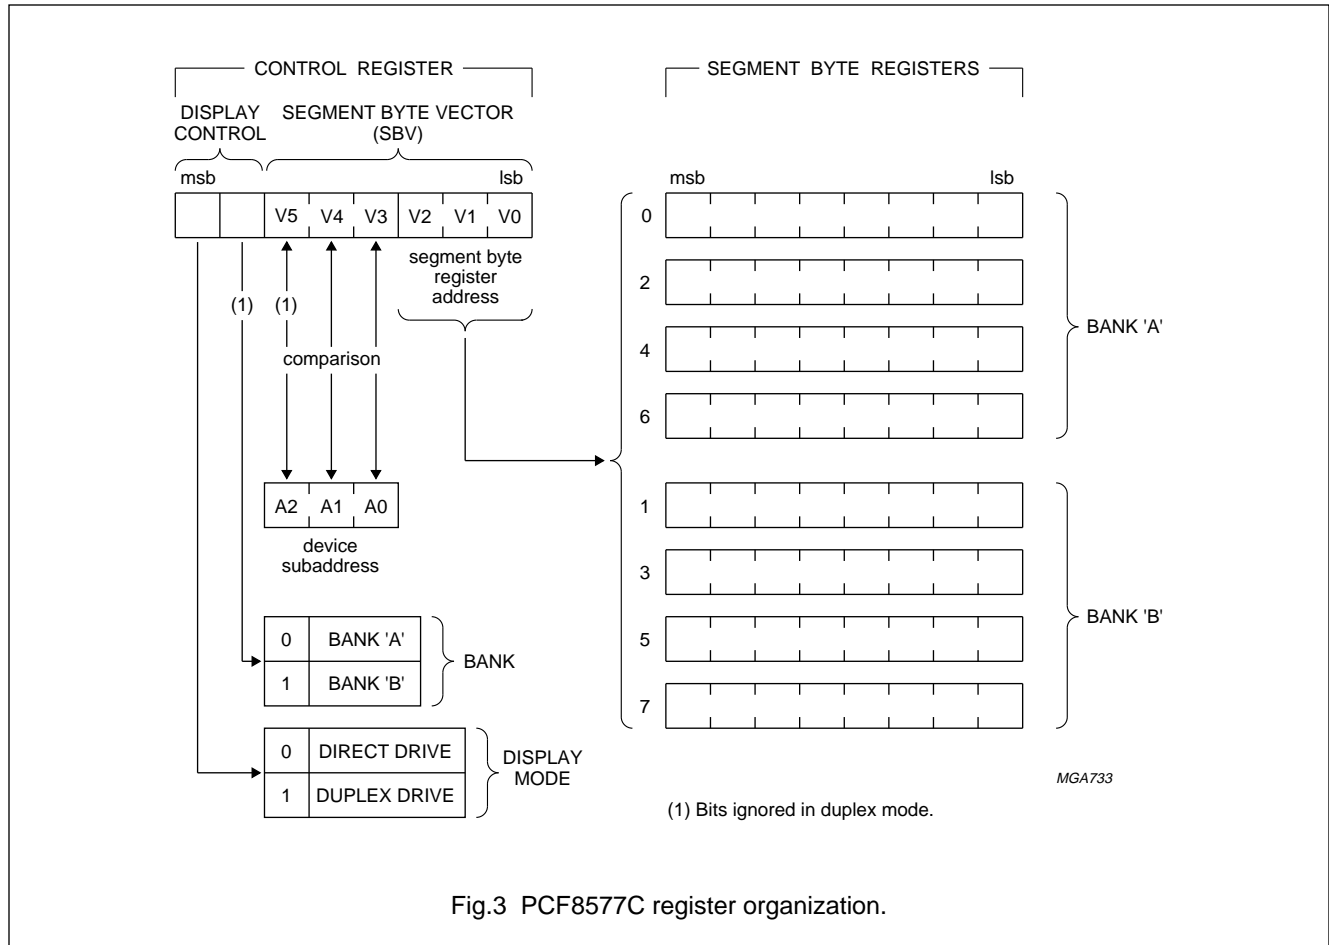 CONTROL REGISTER
DISPLAY CONTROL
SEGMENT BYTE VECTOR
(SBV)
msb
lsb
V5 V4 V3 V2 V1 V0
segment byte
register
address
(1)
(1)
comparison
A2 A1 A0
device
subaddress
0 BANK 'A'
1 BANK 'B'
BANK
0 DIRECT DRIVE
1 DUPLEX DRIVE
DISPLAY
MODE
SEGMENT BYTE REGISTERS
msb
lsb
0
2
4
6
BANK 'A'
1
3
5
7
BANK 'B'
MGA733
(1) Bits ignored in duplex mode.
Fig.3 PCF8577C register organization.